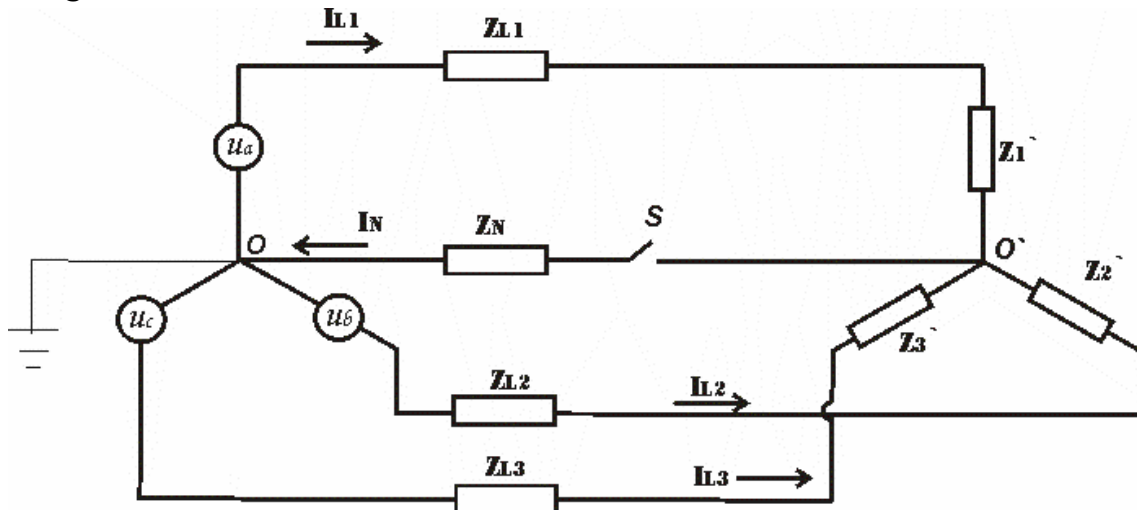 IL1
ZL1
ua
Z1`
IN
ZN
S
O
O`
Z2`
uc
ub
Z3`
ZL2
IL2
ZL3
IL3